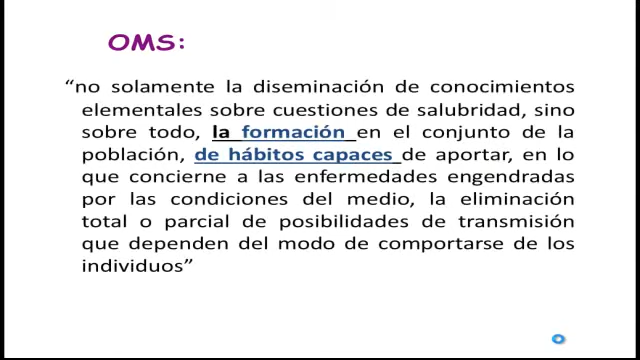 OMS:
“no solamente la diseminación de conocimientos
elementales sobre cuestiones de salubridad, sino
sobre todo, la formación en el conjunto de la
población, de hábitos capaces de aportar, en lo
que concierne a las enfermedades engendradas
por las condiciones del medio, la eliminación
total o parcial de posibilidades de transmisión
que dependen del modo de comportarse de los
individuos”